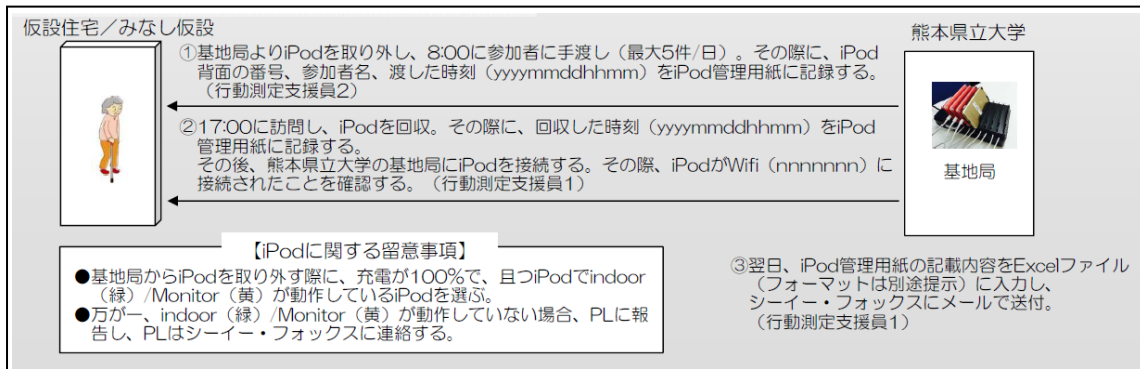 仮設住宅/みなし仮設
熊本県立大学
①基地局よりiPodを取り外し、8:00に参加者に手渡し(最大5件/日)。その際に、iPod
背面の番号、参加者名、渡した時刻(yyyymmddhhmm)をiPod管理用紙に記録する。
(行動測定支援員2)
②17:00に訪問し、iPodを回収。その際に、回収した時刻(yyyymmddhhmm)をiPod
管理用紙に記録する。
その後、熊本県立大学の基地局にiPodを接続する。その際、iPodがWifi(nnnnnnn)に
接続されたことを確認する。(行動測定支援員1)
基地局
【iPodに関する留意事項】
●基地局からiPodを取り外す際に、充電が100%で、且つiPodでindoor
(緑)/Monitor(黄)が動作しているiPodを選ぶ。
●万が一、indoor(緑)/Monitor(黄)が動作していない場合、PLに報
告し、PLはシーイー・フォックスに連絡する。
③翌日、iPod管理用紙の記載内容をExcelファイル
(フォーマットは別途提示)に入力し、
シーイー・フォックスにメールで送付。
(行動測定支援員1)